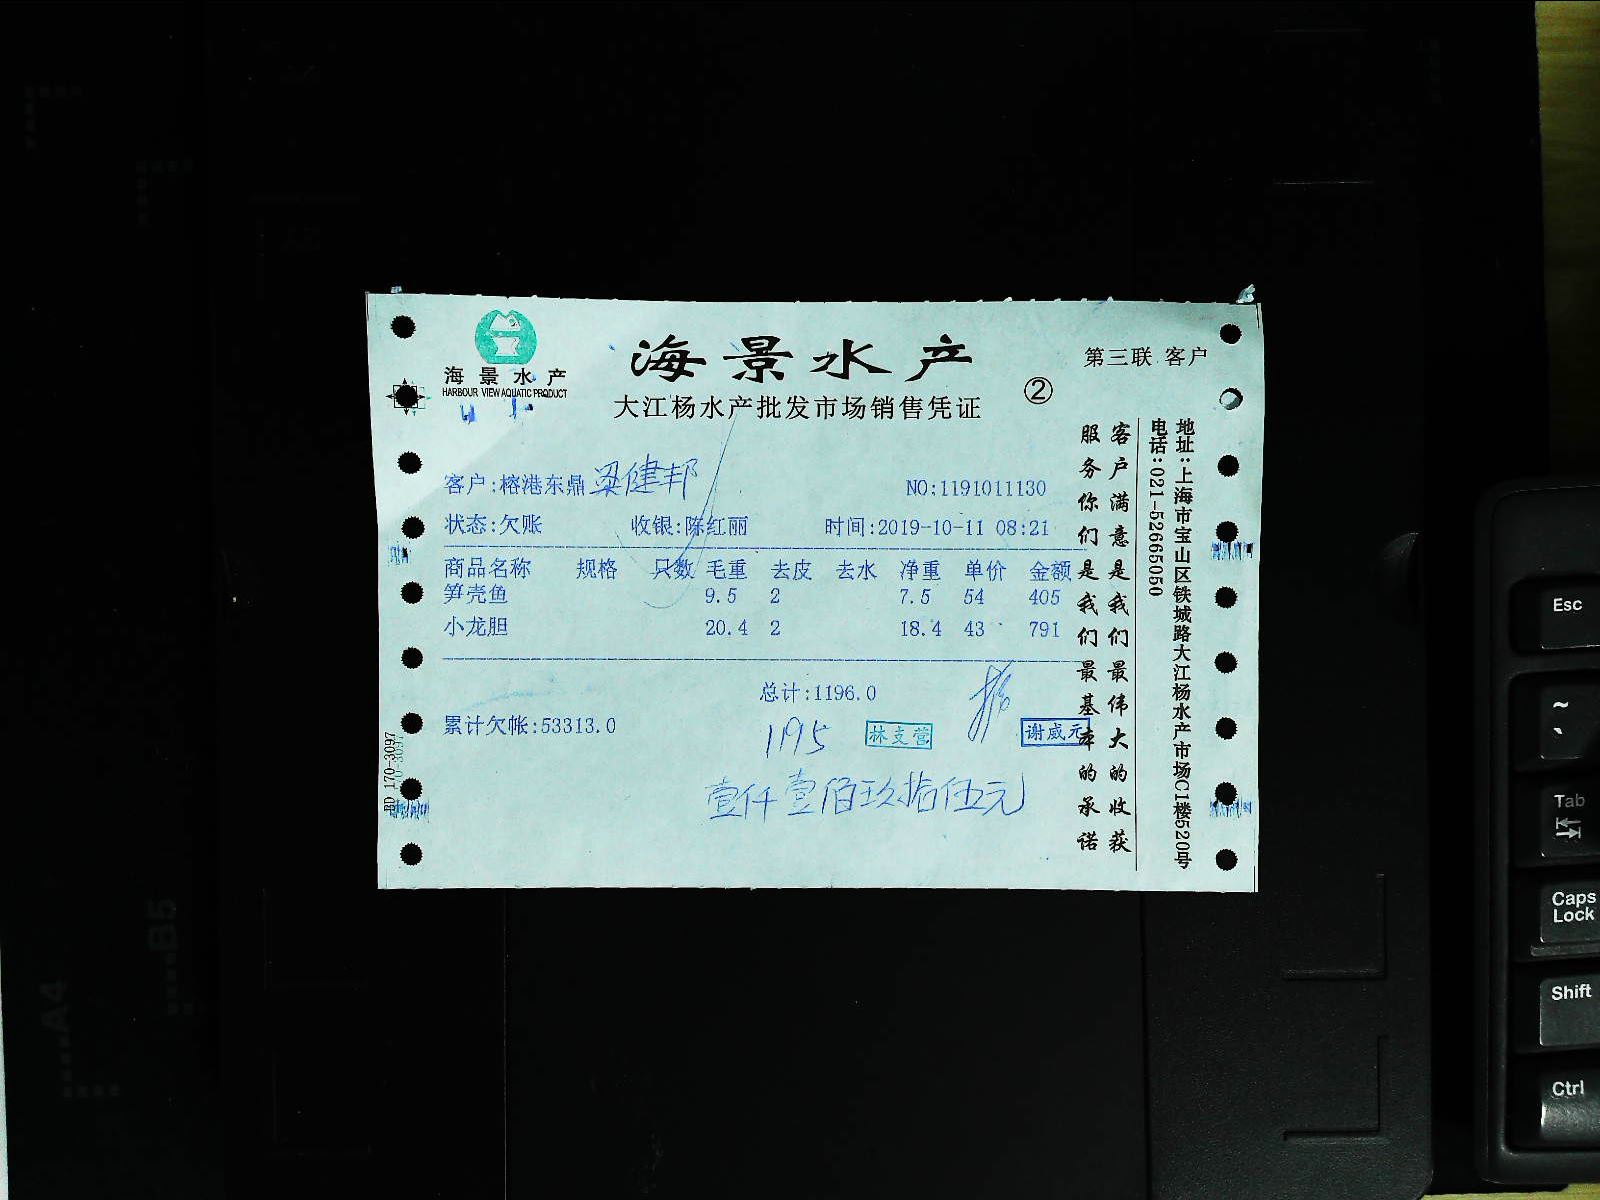 海景水产
HARBOUR VIEW AQUATIC PRODUCT
海景水产
大江杨水产批发市场销售凭证
②
第三联 客户
客户:榕港东鼎 梁健邦
NO:1191011130
状态:欠账 收银:陈红丽 时间:2019-10-11 08:21
商品名称 规格 只数 毛重 去皮 去水 净重 单价 金额
笋壳鱼 9.5 2 7.5 54 405
小龙胆 20.4 2 18.4 43 791
总计:1196.0
累计欠帐:53313.0
1195
林支营
谢威元
壹仟壹佰玖拾伍元
客户满意是我们最伟大的收获
服务你们是我们最基本的承诺
地址:上海市宝山区铁城路大江杨水产市场C1楼520号
电话:021-52665050
BD 170-3097
A4
B5
Esc
~
`
Tab
Caps Lock
Shift
Ctrl